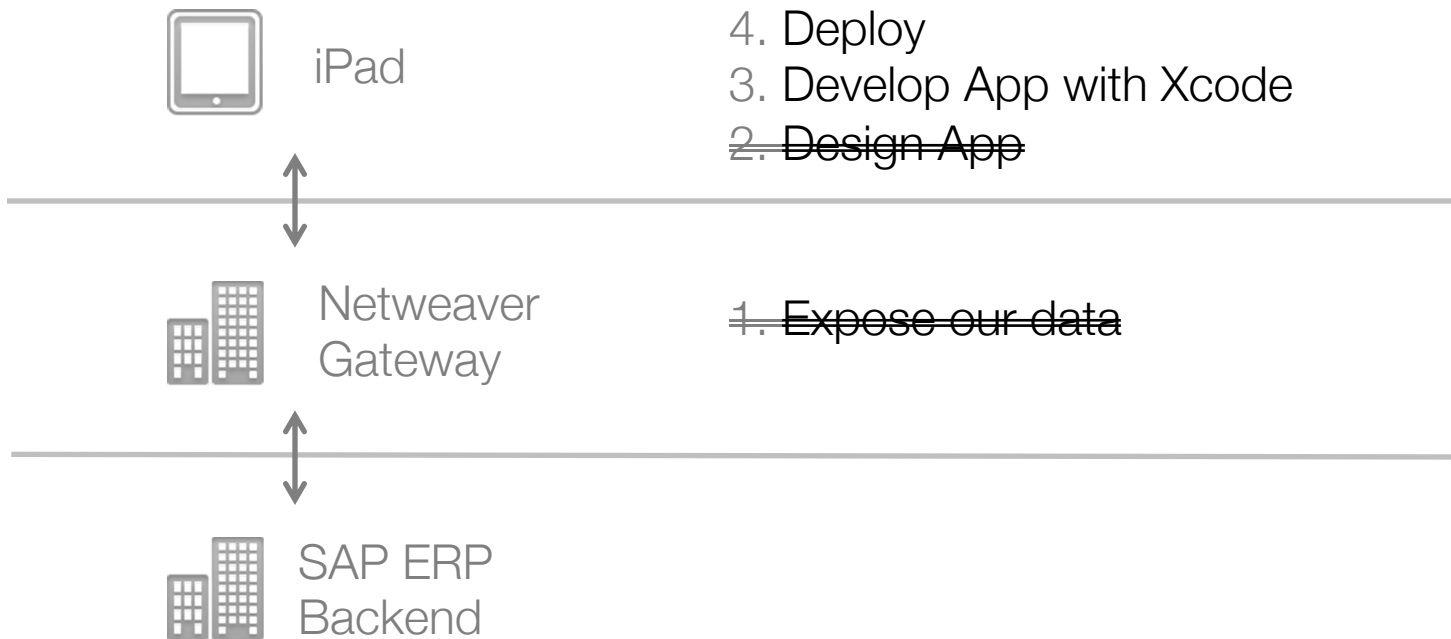 iPad
4. Deploy
3. Develop App with Xcode
2. Design App
Netweaver
Gateway
1. Expose our data
SAP ERP
Backend